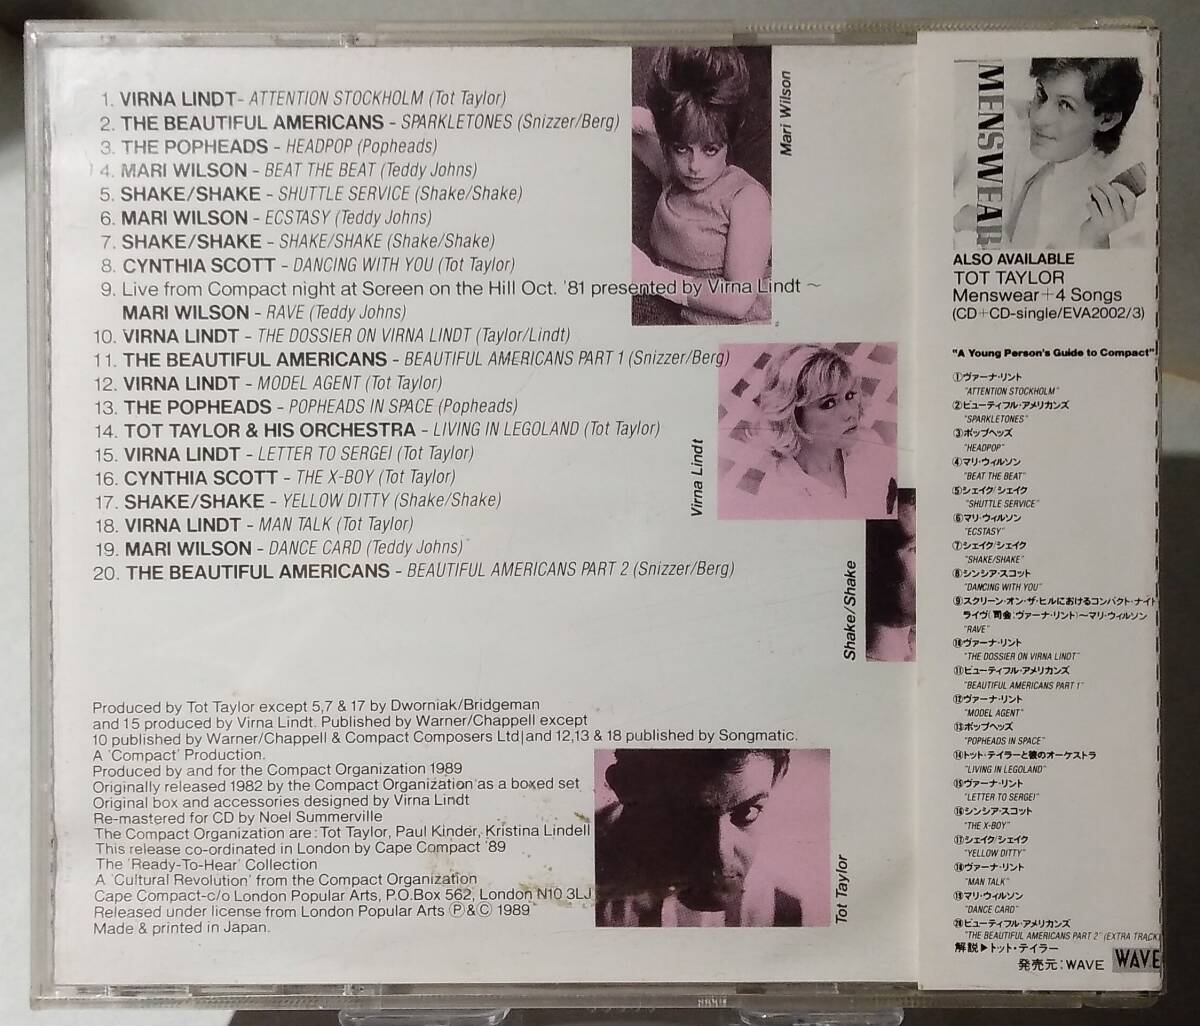 1. VIRNA LINDT- ATTENTION STOCKHOLM (Tot Taylor)
2. THE BEAUTIFUL AMERICANS - SPARKLETONES (Snizzer/Berg)
3. THE POPHEADS - HEADPOP (Popheads)
4. MARI WILSON - BEAT THE BEAT (Teddy Johns)
5. SHAKE/SHAKE - SHUTTLE SERVICE (Shake/Shake)
6. MARI WILSON - ECSTASY (Teddy Johns)
7. SHAKE/SHAKE - SHAKE/SHAKE (Shake/Shake)
8. CYNTHIA SCOTT - DANCING WITH YOU (Tot Taylor)
9. Live from Compact night at Soreen on the Hill Oct. '81 presented by Virna Lindt ~
MARI WILSON - RAVE (Teddy Johns)
10. VIRNA LINDT - THE DOSSIER ON VIRNA LINDT (Taylor/Lindt)
11. THE BEAUTIFUL AMERICANS - BEAUTIFUL AMERICANS PART 1 (Snizzer/Berg)
12. VIRNA LINDT - MODEL AGENT (Tot Taylor)
13. THE POPHEADS - POPHEADS IN SPACE (Popheads)
14. TOT TAYLOR & HIS ORCHESTRA - LIVING IN LEGOLAND (Tot Taylor)
15. VIRNA LINDT - LETTER TO SERGEI (Tot Taylor)
16. CYNTHIA SCOTT - THE X-BOY (Tot Taylor)
17. SHAKE/SHAKE - YELLOW DITTY (Shake/Shake)
18. VIRNA LINDT - MAN TALK (Tot Taylor)
19. MARI WILSON - DANCE CARD (Teddy Johns)
20. THE BEAUTIFUL AMERICANS - BEAUTIFUL AMERICANS PART 2 (Snizzer/Berg)
Mari Wilson
Virna Lindt
Shake/Shake
Tot Taylor
Produced by Tot Taylor except 5,7 & 17 by Dworniak/Bridgeman
and 15 produced by Virna Lindt. Published by Warner/Chappell except
10 published by Warner/Chappell & Compact Composers Ltd and 12,13 & 18 published by Songmatic.
A 'Compact' Production.
Produced by and for the Compact Organization 1989
Originally released 1982 by the Compact Organization as a boxed set
Original box and accessories designed by Virna Lindt
Re-mastered for CD by Noel Summerville
The Compact Organization are: Tot Taylor, Paul Kinder, Kristina Lindell
This release co-ordinated in London by Cape Compact '89
The 'Ready-To-Hear' Collection
A 'Cultural Revolution' from the Compact Organization
Cape Compact-c/o London Popular Arts, P.O.Box 562, London N10 3LJ
Released under license from London Popular Arts Ⓟ&Ⓒ 1989
Made & printed in Japan.
MENSWEAR
ALSO AVAILABLE
TOT TAYLOR
Menswear+4 Songs
(CD+CD-single/EVA2002/3)
"A Young Person's Guide to Compact"
①ヴァーナ・リント
"ATTENTION STOCKHOLM"
②ビューティフル・アメリカンズ
"SPARKLETONES"
③ポップヘッズ
"HEADPOP"
④マリ・ウィルソン
"BEAT THE BEAT"
⑤シェイク/シェイク
"SHUTTLE SERVICE"
⑥マリ・ウィルソン
"ECSTASY"
⑦シェイク/シェイク
"SHAKE/SHAKE"
⑧シンシア・スコット
"DANCING WITH YOU"
⑨スクリーン・オン・ザ・ヒルにおけるコンパクト・ナイト
ライヴ(司会:ヴァーナ・リント)~マリ・ウィルソン
"RAVE"
⑩ヴァーナ・リント
"THE DOSSIER ON VIRNA LINDT"
⑪ビューティフル・アメリカンズ
"BEAUTIFUL AMERICANS PART 1"
⑫ヴァーナ・リント
"MODEL AGENT"
⑬ポップヘッズ
"POPHEADS IN SPACE"
⑭トット・テイラーと彼のオーケストラ
"LIVING IN LEGOLAND"
⑮ヴァーナ・リント
"LETTER TO SERGEI"
⑯シンシア・スコット
"THE X-BOY"
⑰シェイク/シェイク
"YELLOW DITTY"
⑱ヴァーナ・リント
"MAN TALK"
⑲マリ・ウィルソン
"DANCE CARD"
⑳ビューティフル・アメリカンズ
"THE BEAUTIFUL AMERICANS PART 2" (EXTRA TRACK)
解説▶トット・テイラー
発売元:WAVE WAVE